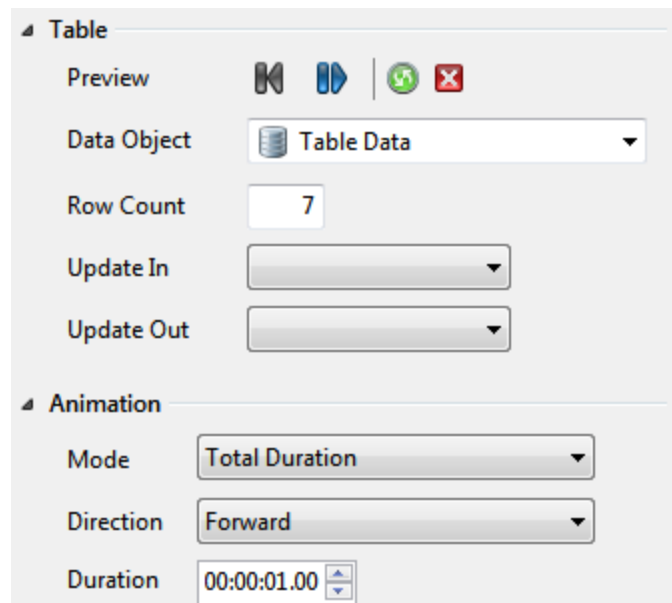 Table
Preview
Data Object Table Data
Row Count 7
Update In
Update Out
Animation
Mode Total Duration
Direction Forward
Duration 00:00:01.00